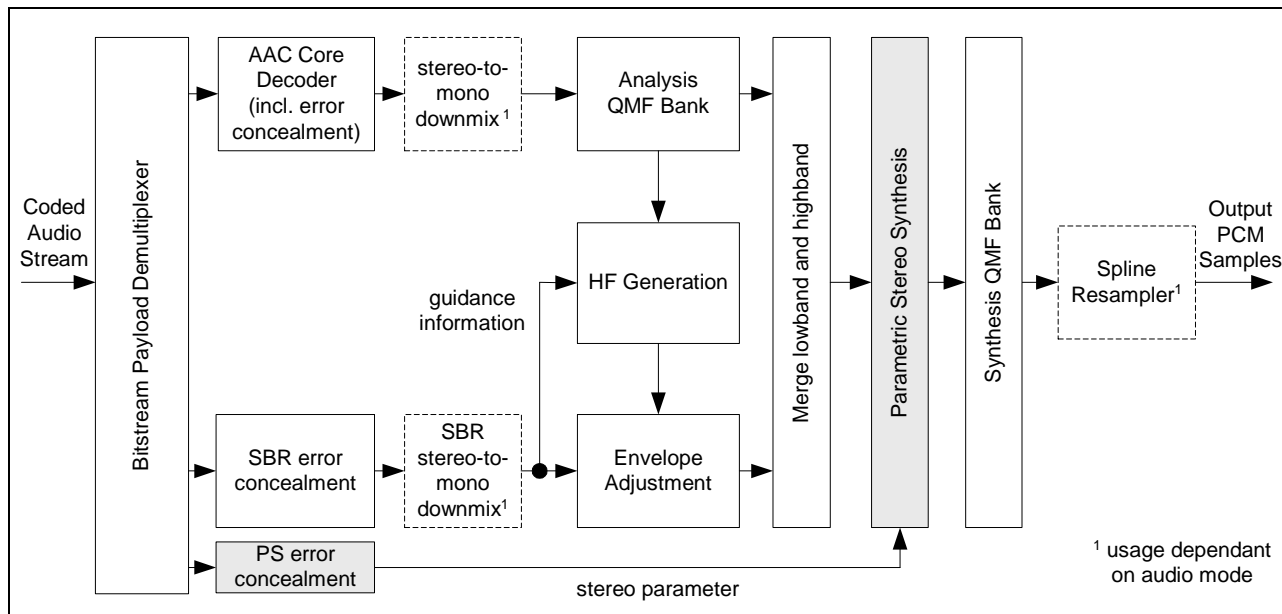 Coded
Audio
Stream
Bitstream Payload Demultiplexer
AAC Core
Decoder
(incl. error
concealment)
stereo-to-
mono
downmix 1
Analysis
QMF Bank
HF Generation
guidance
information
SBR error
concealment
SBR
stereo-to-
mono
downmix1
Envelope
Adjustment
PS error
concealment
stereo parameter
Merge lowband and highband
Parametric Stereo Synthesis
Synthesis QMF Bank
Spline
Resampler1
Output
PCM
Samples
1 usage dependant
on audio mode